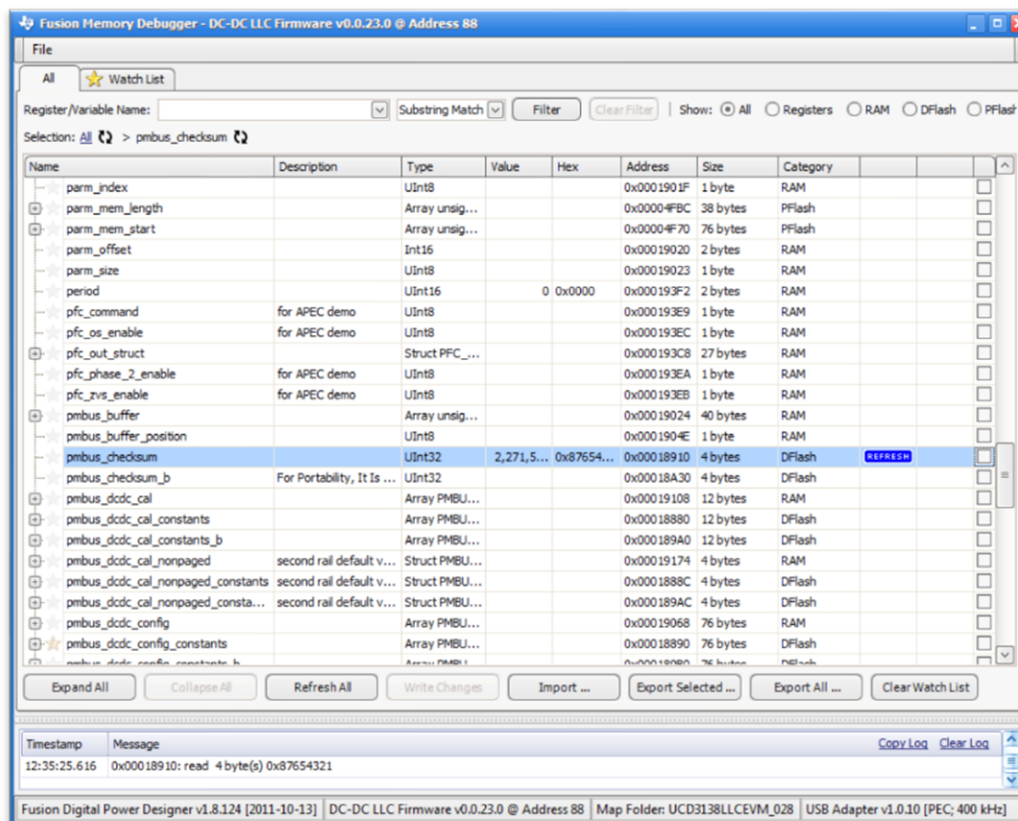 Fusion Memory Debugger - DC-DC LLC Firmware v0.0.23.0 @ Address 88
File
All Watch List
Register/Variable Name: Substring Match Filter Clear Filter | Show: All Registers RAM DFlash PFlash
Selection: All > pmbus_checksum
Name Description Type Value Hex Address Size Category
parm_index UInt8 0x0001901F 1 byte RAM
parm_mem_length Array unsig... 0x00004FBC 38 bytes PFlash
parm_mem_start Array unsig... 0x00004F70 76 bytes PFlash
parm_offset Int16 0x00019020 2 bytes RAM
parm_size UInt8 0x00019023 1 byte RAM
period UInt16 0 0x0000 0x000193F2 2 bytes RAM
pfc_command for APEC demo UInt8 0x000193E9 1 byte RAM
pfc_os_enable for APEC demo UInt8 0x000193EC 1 byte RAM
pfc_out_struct Struct PFC_... 0x000193C8 27 bytes RAM
pfc_phase_2_enable for APEC demo UInt8 0x000193EA 1 byte RAM
pfc_zvs_enable for APEC demo UInt8 0x000193EB 1 byte RAM
pmbus_buffer Array unsig... 0x00019024 40 bytes RAM
pmbus_buffer_position UInt8 0x0001904E 1 byte RAM
pmbus_checksum UInt32 2,271,5... 0x87654... 0x00018910 4 bytes DFlash REFRESH
pmbus_checksum_b For Portability, It Is ... UInt32 0x00018A30 4 bytes DFlash
pmbus_dcdc_cal Array PMBU... 0x00019108 12 bytes RAM
pmbus_dcdc_cal_constants Array PMBU... 0x00018880 12 bytes DFlash
pmbus_dcdc_cal_constants_b Array PMBU... 0x000189A0 12 bytes DFlash
pmbus_dcdc_cal_nonpaged second rail default v... Struct PMBU... 0x00019174 4 bytes RAM
pmbus_dcdc_cal_nonpaged_constants second rail default v... Struct PMBU... 0x0001888C 4 bytes DFlash
pmbus_dcdc_cal_nonpaged_consta... second rail default v... Struct PMBU... 0x000189AC 4 bytes DFlash
pmbus_dcdc_config Array PMBU... 0x00019068 76 bytes RAM
pmbus_dcdc_config_constants Array PMBU... 0x00018890 76 bytes DFlash
pmbus_dcdc_config_constants_b Array PMBU... 76 bytes DFlash
Expand All Collapse All Refresh All Write Changes Import ... Export Selected ... Export All ... Clear Watch List
Timestamp Message Copy Log Clear Log
12:35:25.616 0x00018910: read 4 byte(s) 0x87654321
Fusion Digital Power Designer v1.8.124 [2011-10-13] DC-DC LLC Firmware v0.0.23.0 @ Address 88 Map Folder: UCD3138LLCEVM_028 USB Adapter v1.0.10 [PEC; 400 kHz]